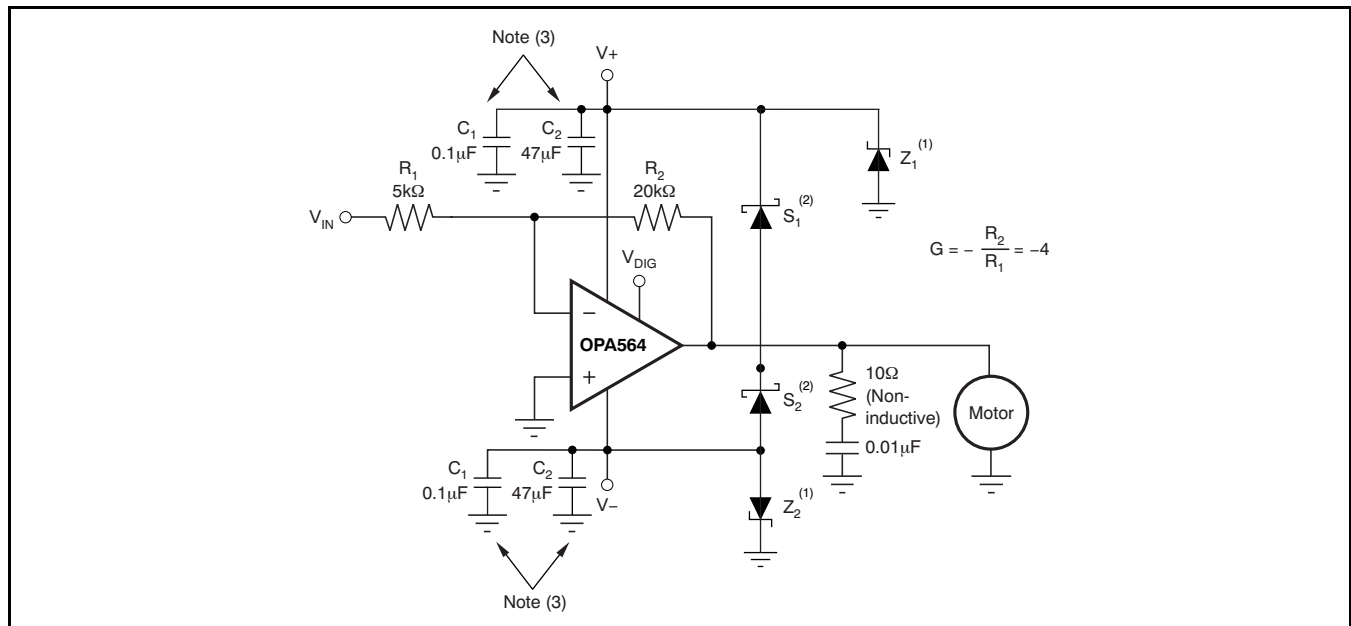 Note (3)
V+
C1
0.1μF
C2
47μF
Z1(1)
R1
5kΩ
R2
20kΩ
S1(2)
VIN
G = − R2/R1 = −4
VDIG
−
OPA564
+
10Ω
(Non-
inductive)
S2(2)
Motor
0.01μF
C1
0.1μF
C2
47μF
V−
Z2(1)
Note (3)